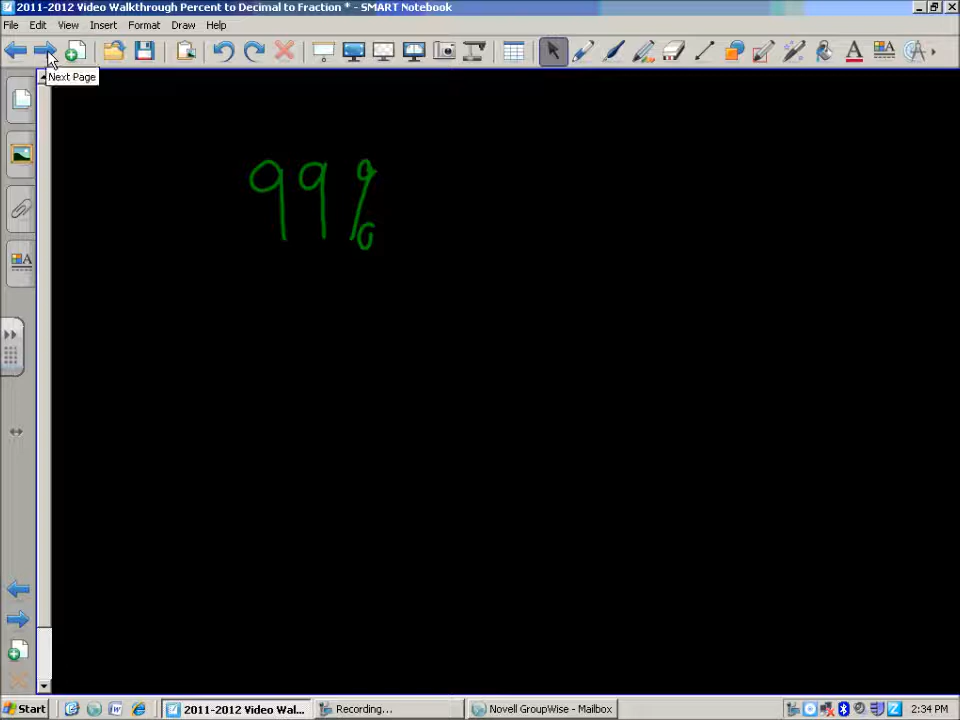 2011-2012 Video Walkthrough Percent to Decimal to Fraction * - SMART Notebook
File Edit View Insert Format Draw Help
Next Page
99%
Start
2011-2012 Video Wal...
Recording...
Novell GroupWise - Mailbox
2:34 PM